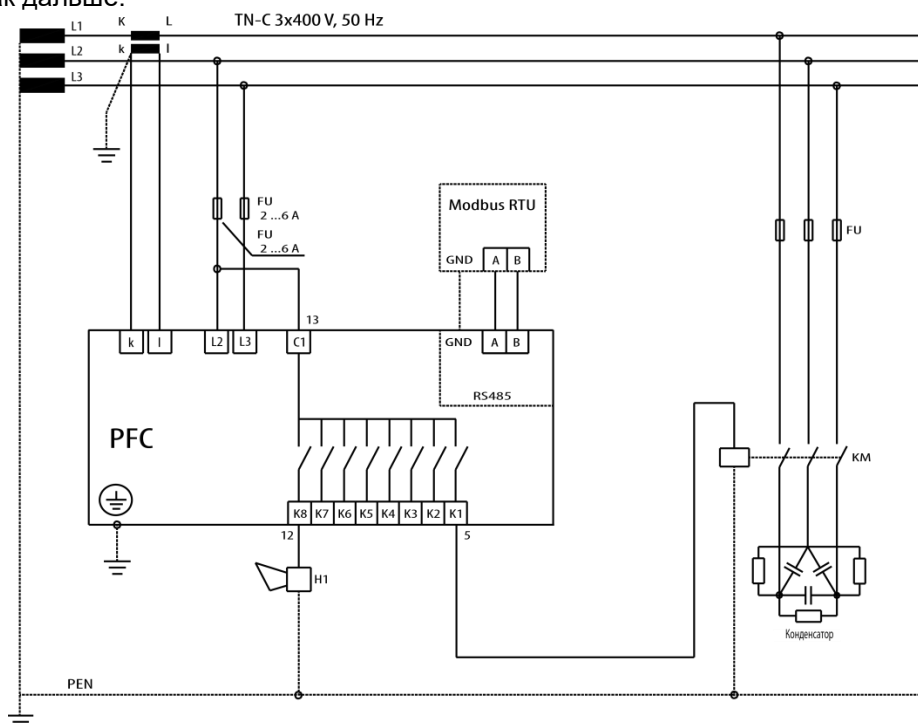 ак дальше.
TN-C 3x400 V, 50 Hz
L1 K L
L2 k l
L3
FU
2 ...6 A
FU
2 ...6 A
Modbus RTU
GND A B
FU
13
k l L2 L3 C1 GND A B
RS485
PFC
KM
K8 K7 K6 K5 K4 K3 K2 K1
12 5
H1
Конденсатор
PEN